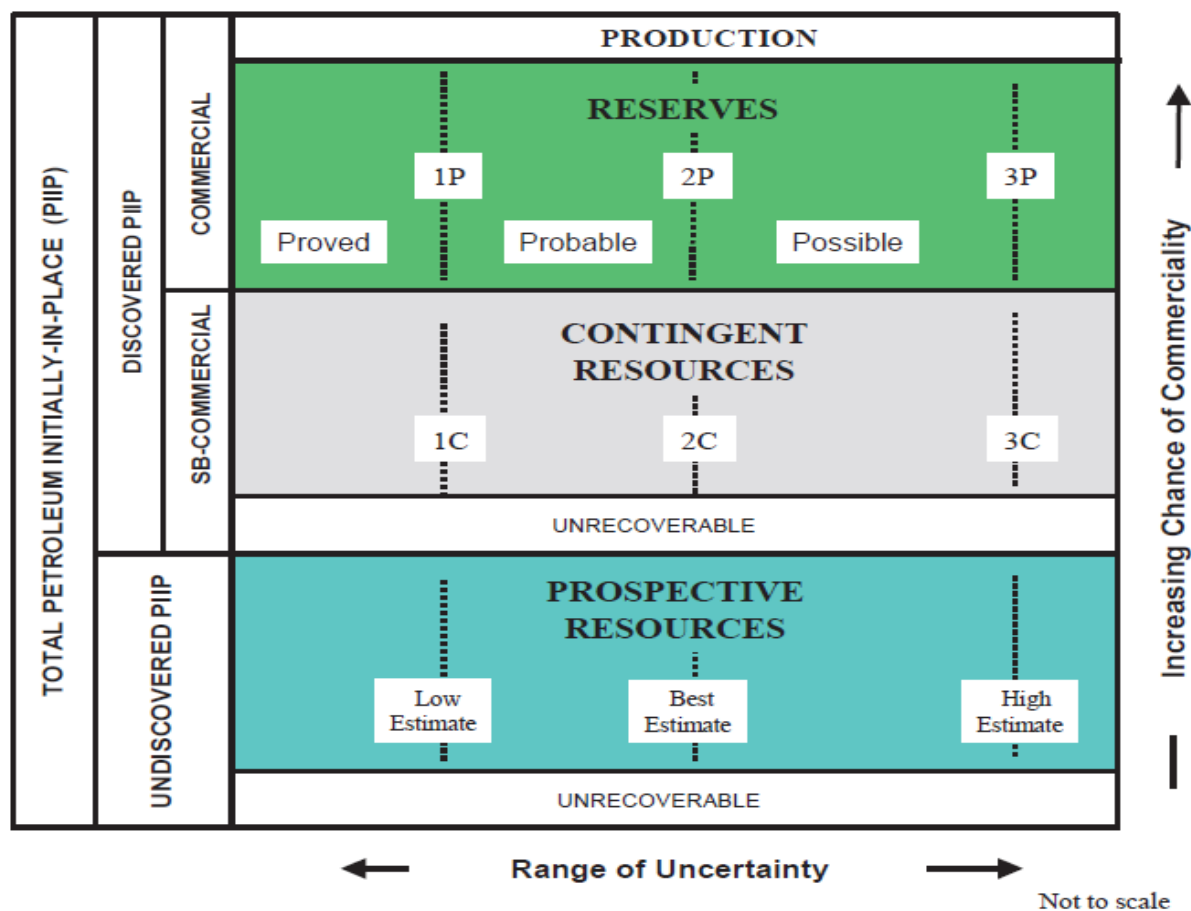 TOTAL PETROLEUM INITIALLY-IN-PLACE (PIIP)
DISCOVERED PIIP
UNDISCOVERED PIIP
COMMERCIAL
SB-COMMERCIAL
PRODUCTION
RESERVES
1P
2P
3P
Proved
Probable
Possible
CONTINGENT
RESOURCES
1C
2C
3C
UNRECOVERABLE
PROSPECTIVE
RESOURCES
Low
Estimate
Best
Estimate
High
Estimate
UNRECOVERABLE
Increasing Chance of Commerciality
Range of Uncertainty
Not to scale